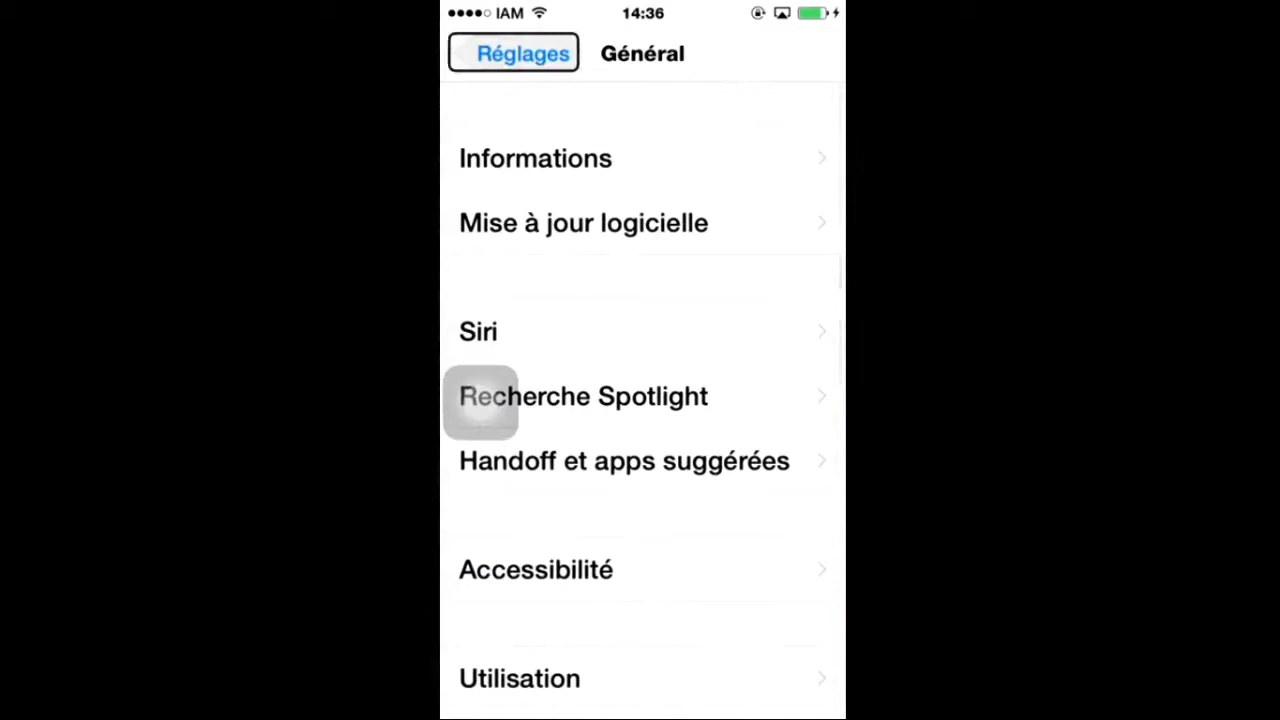 IAM 14:36
Réglages Général
Informations
Mise à jour logicielle
Siri
Recherche Spotlight
Handoff et apps suggérées
Accessibilité
Utilisation